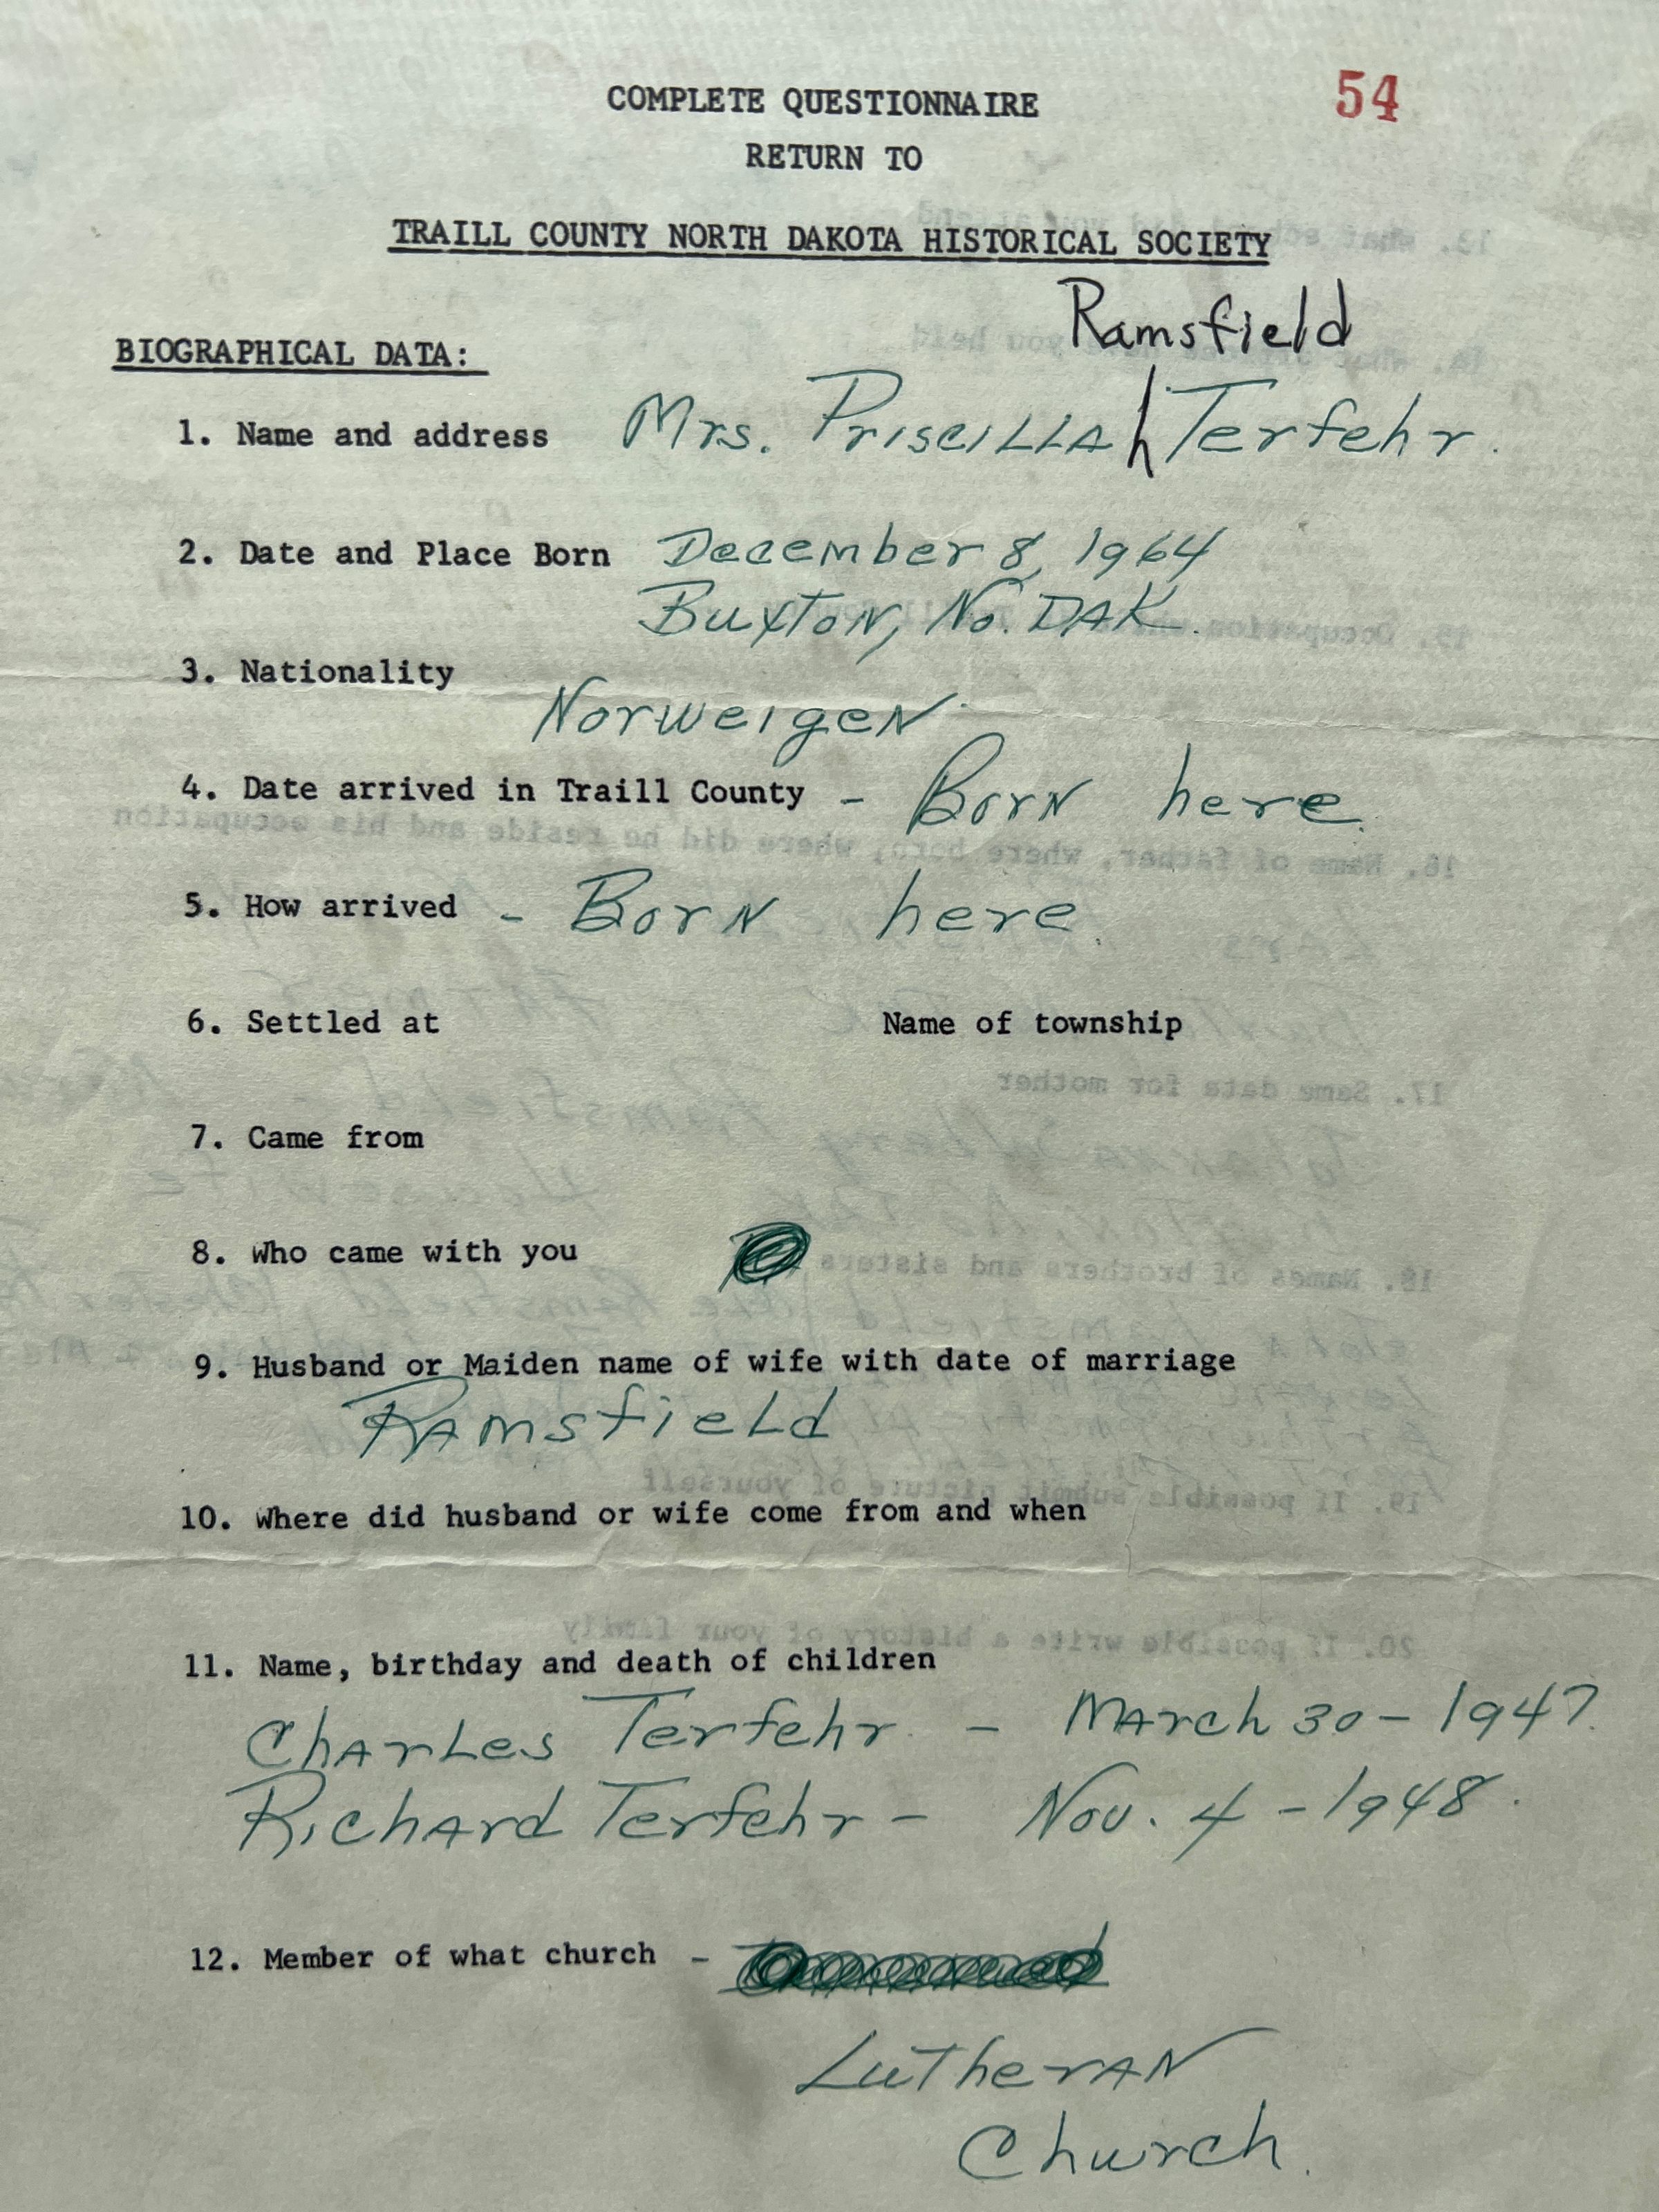 COMPLETE QUESTIONNAIRE
54
RETURN TO
TRAILL COUNTY NORTH DAKOTA HISTORICAL SOCIETY
Ramsfield
BIOGRAPHICAL DATA:
1. Name and address Mrs. Priscilla Terfehr.
2. Date and Place Born December 8, 1964
Buxton, No. Dak.
3. Nationality
Norweigen
4. Date arrived in Traill County - Born here.
5. How arrived - Born here.
6. Settled at Name of township
7. Came from
8. Who came with you
9. Husband or Maiden name of wife with date of marriage
Ramsfield
10. Where did husband or wife come from and when
11. Name, birthday and death of children
Charles Terfehr - March 30-1947.
Richard Terfehr - Nov. 4-1948.
12. Member of what church -
Lutheran
Church.